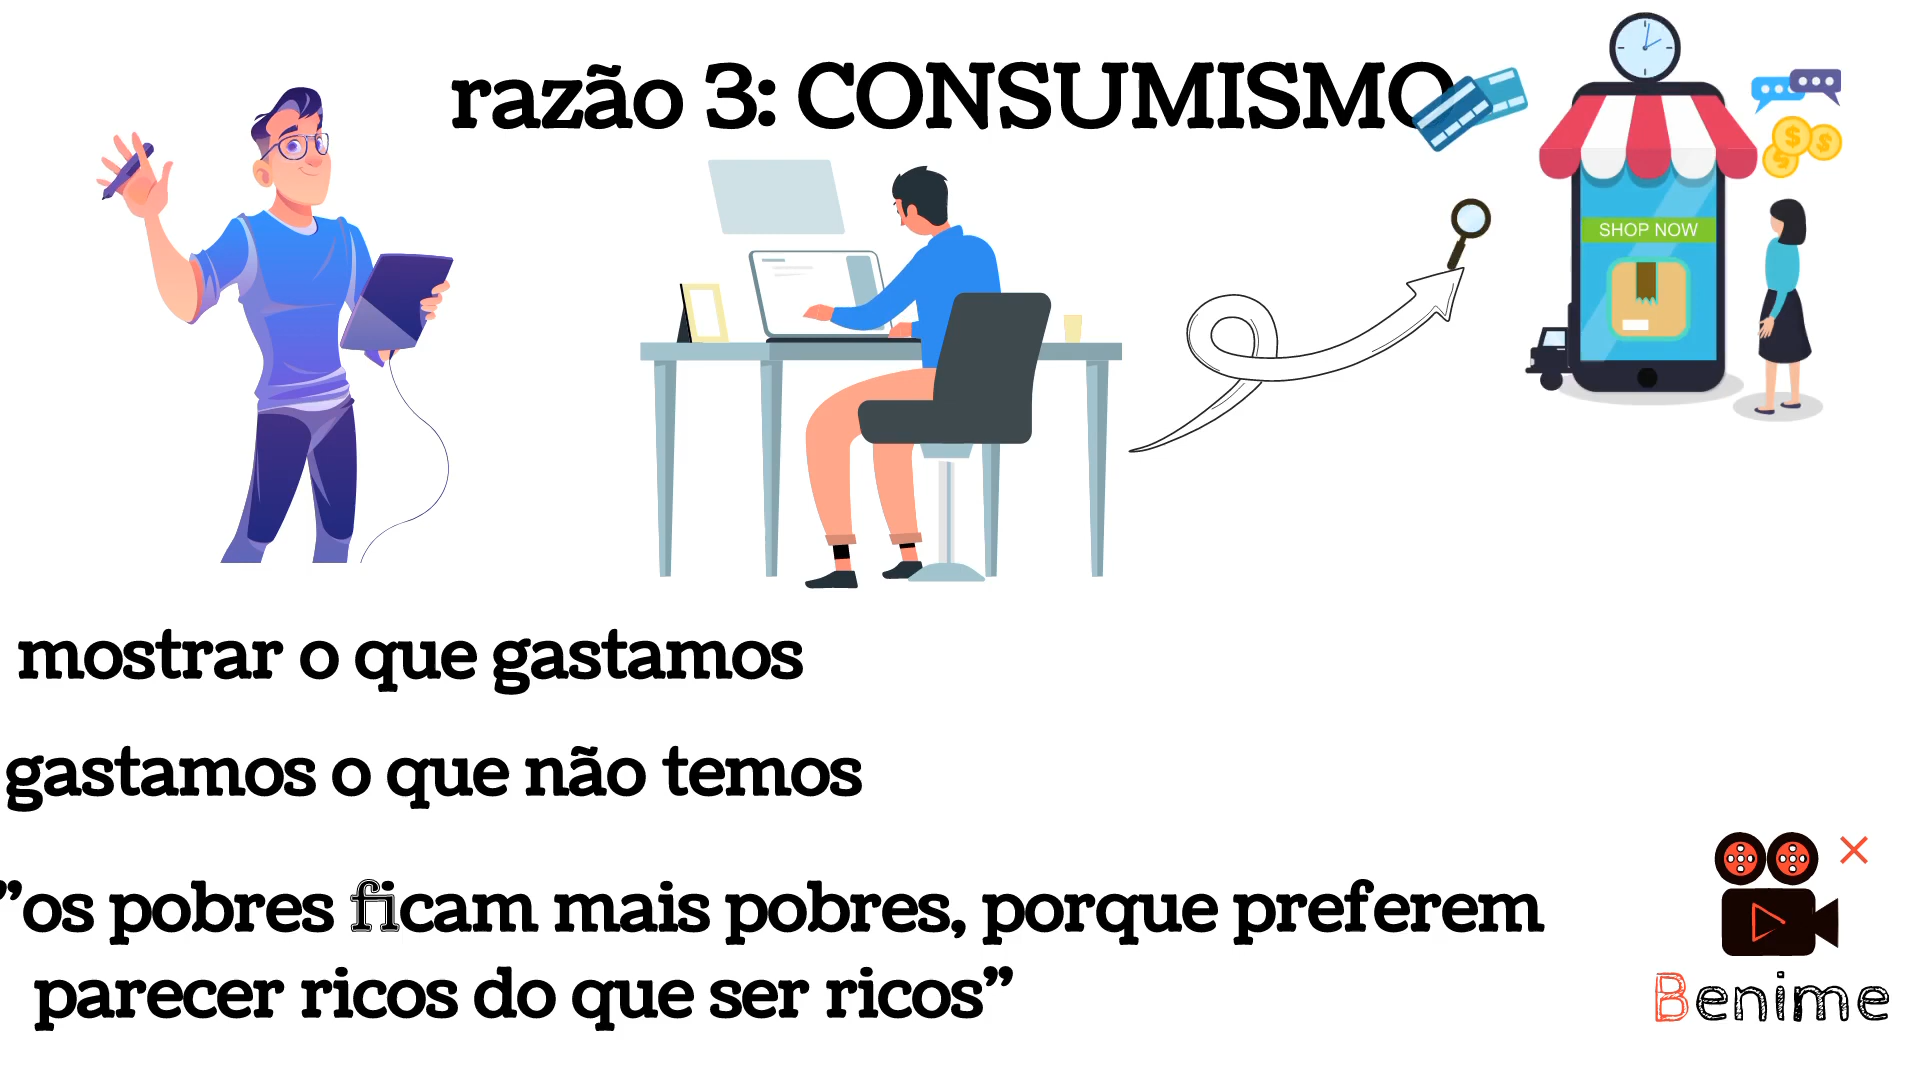 razão 3: CONSUMISMO
SHOP NOW
mostrar o que gastamos
gastamos o que não temos
”os pobres ficam mais pobres, porque preferem
parecer ricos do que ser ricos”
Benime